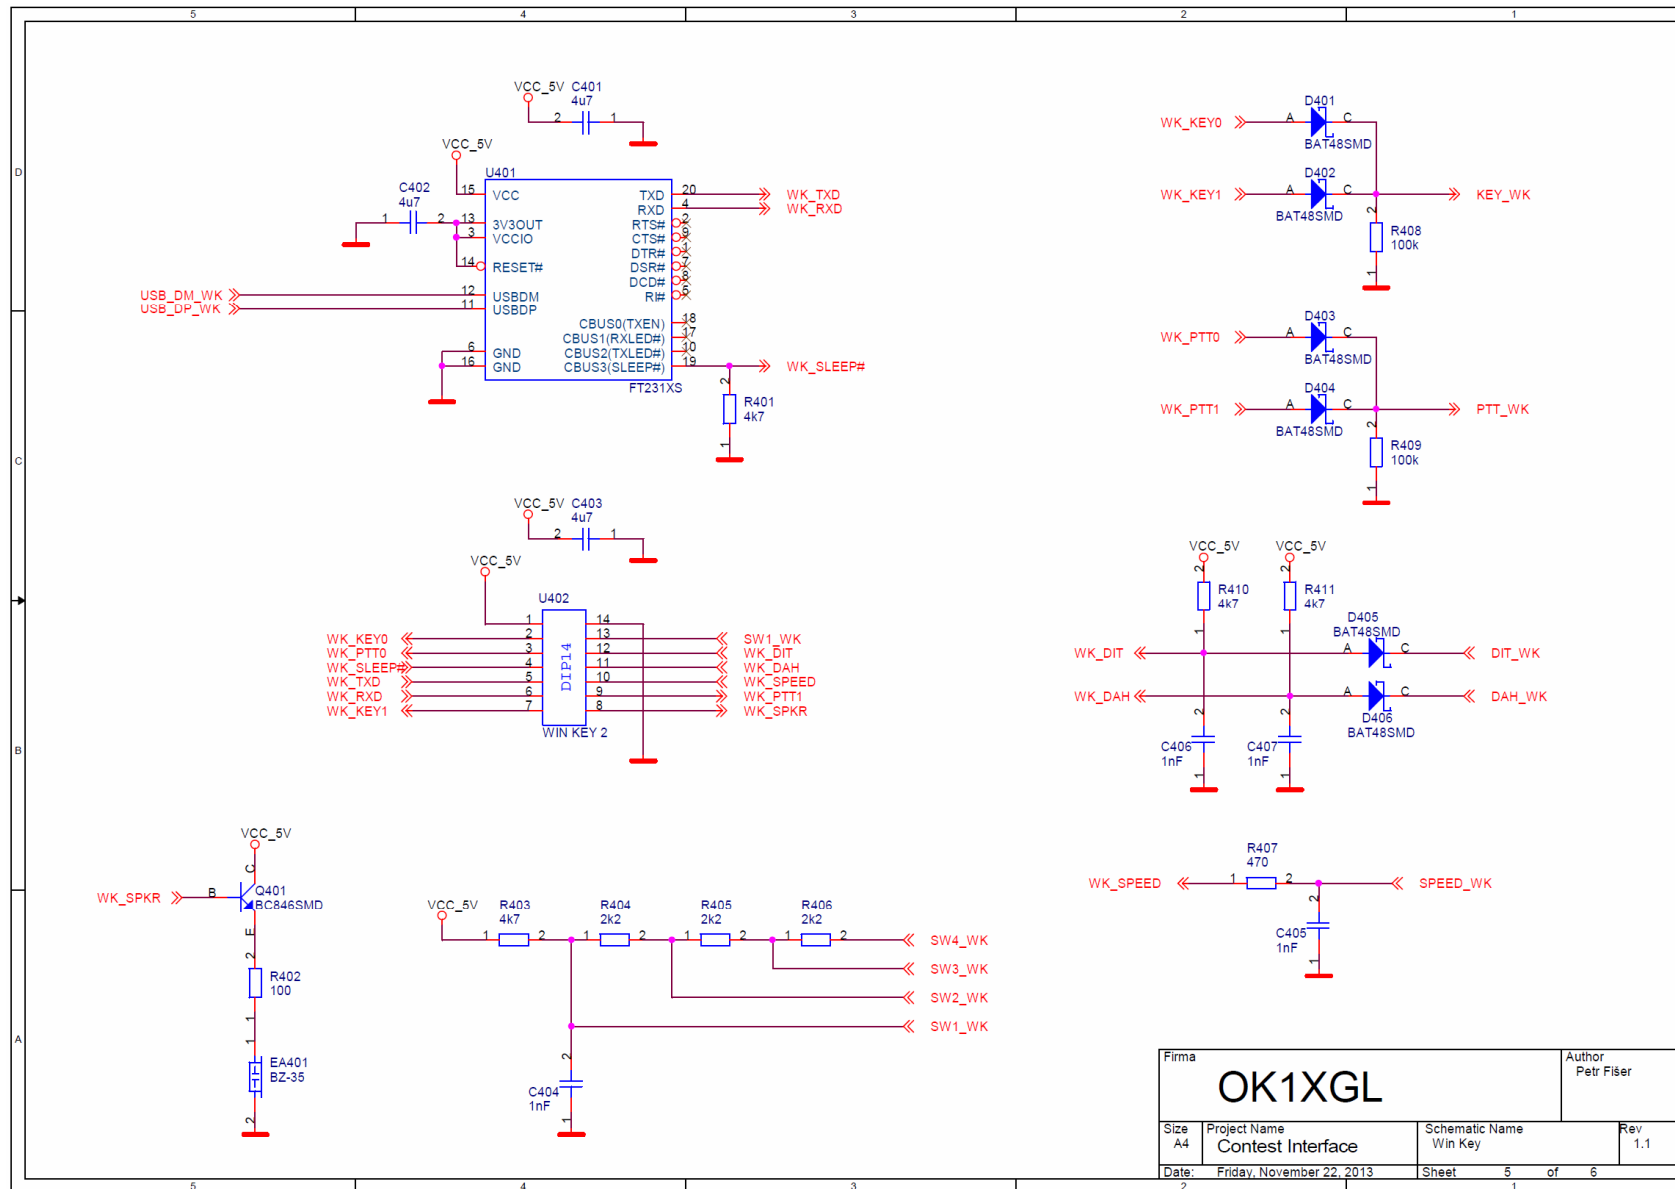 5 4 3 2 1
D
C
B
A
VCC_5V C401
4u7
2 1
VCC_5V
U401
C402
4u7
1 2
15 VCC
13 3V3OUT
3 VCCIO
14 RESET#
USB_DM_WK 12 USBDM
USB_DP_WK 11 USBDP
6 GND
16 GND
TXD 20 WK_TXD
RXD 4 WK_RXD
RTS# 2
CTS# 9
DTR# 1
DSR# 7
DCD# 8
RI# 5
CBUS0(TXEN) 18
CBUS1(RXLED#) 17
CBUS2(TXLED#) 10
CBUS3(SLEEP#) 19 WK_SLEEP#
FT231XS
2
R401
4k7
1
D401
WK_KEY0 A C
BAT48SMD
D402
WK_KEY1 A C KEY_WK
BAT48SMD
2
R408
100k
1
D403
WK_PTT0 A C
BAT48SMD
D404
WK_PTT1 A C PTT_WK
BAT48SMD
2
R409
100k
1
VCC_5V C403
4u7
2 1
VCC_5V
U402
1 14
WK_KEY0 2 13 SW1_WK
WK_PTT0 3 12 WK_DIT
WK_SLEEP# 4 11 WK_DAH
WK_TXD 5 10 WK_SPEED
WK_RXD 6 9 WK_PTT1
WK_KEY1 7 8 WK_SPKR
DIP14
WIN KEY 2
VCC_5V VCC_5V
2 2
R410 R411
4k7 4k7
1 1
D405
BAT48SMD
WK_DIT A C DIT_WK
WK_DAH A C DAH_WK
D406
BAT48SMD
2 2
C406 C407
1nF 1nF
1 1
VCC_5V
C
WK_SPKR B Q401
BC846SMD
E
2
R402
100
1
1
EA401
BZ-35
2
VCC_5V R403 R404 R405 R406
4k7 2k2 2k2 2k2
1 2 1 2 1 2 1 2 SW4_WK
SW3_WK
SW2_WK
SW1_WK
2
C404
1nF
1
R407
470
WK_SPEED 1 2 SPEED_WK
2
C405
1nF
1
Firma
OK1XGL
Author
Petr Fišer
Size
A4
Project Name
Contest Interface
Schematic Name
Win Key
Rev
1.1
Date: Friday, November 22, 2013 Sheet 5 of 6
5 4 3 2 1